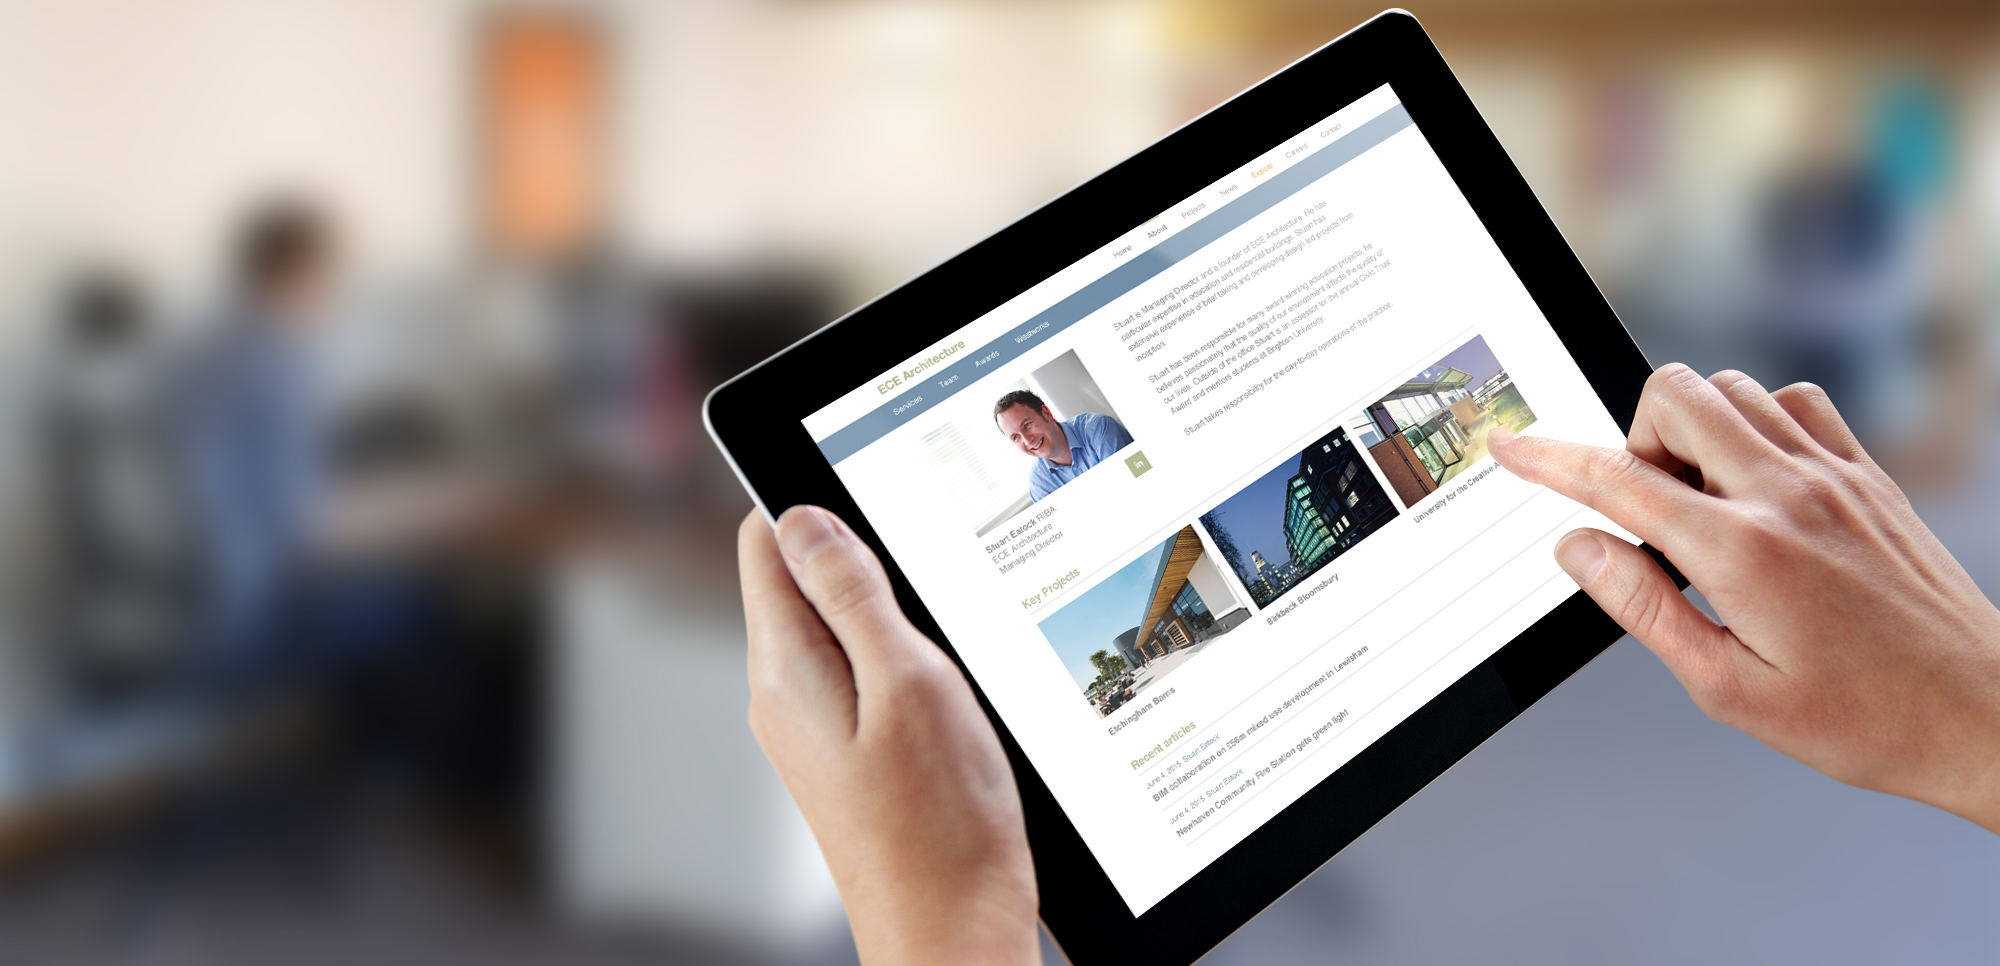 ECE Architecture
Home About Projects News Explore Careers Contact
Services Team Awards Westworks
Stuart Eatock RIBA
ECE Architecture
Managing Director
in
Stuart is Managing Director and a founder of ECE Architecture. He has
particular expertise in education and residential buildings. Stuart has
extensive experience of brief taking and developing design led projects from
inception.
Stuart has been responsible for many award winning education projects, he
believes passionately that the quality of our environment affects the quality of
our lives. Outside of the office Stuart is an assessor for the annual Civic Trust
Award and mentors students at Brighton University.
Stuart takes responsibility for the day-to-day operations of the practice.
Key Projects
Etchingham Barns
Birkbeck Bloomsbury
University for the Creative
Recent articles
June 4, 2015 Stuart Eatock
BIM collaboration on £56m mixed use development in Lewisham
June 4, 2015 Stuart Eatock
Newhaven Community Fire Station gets green light